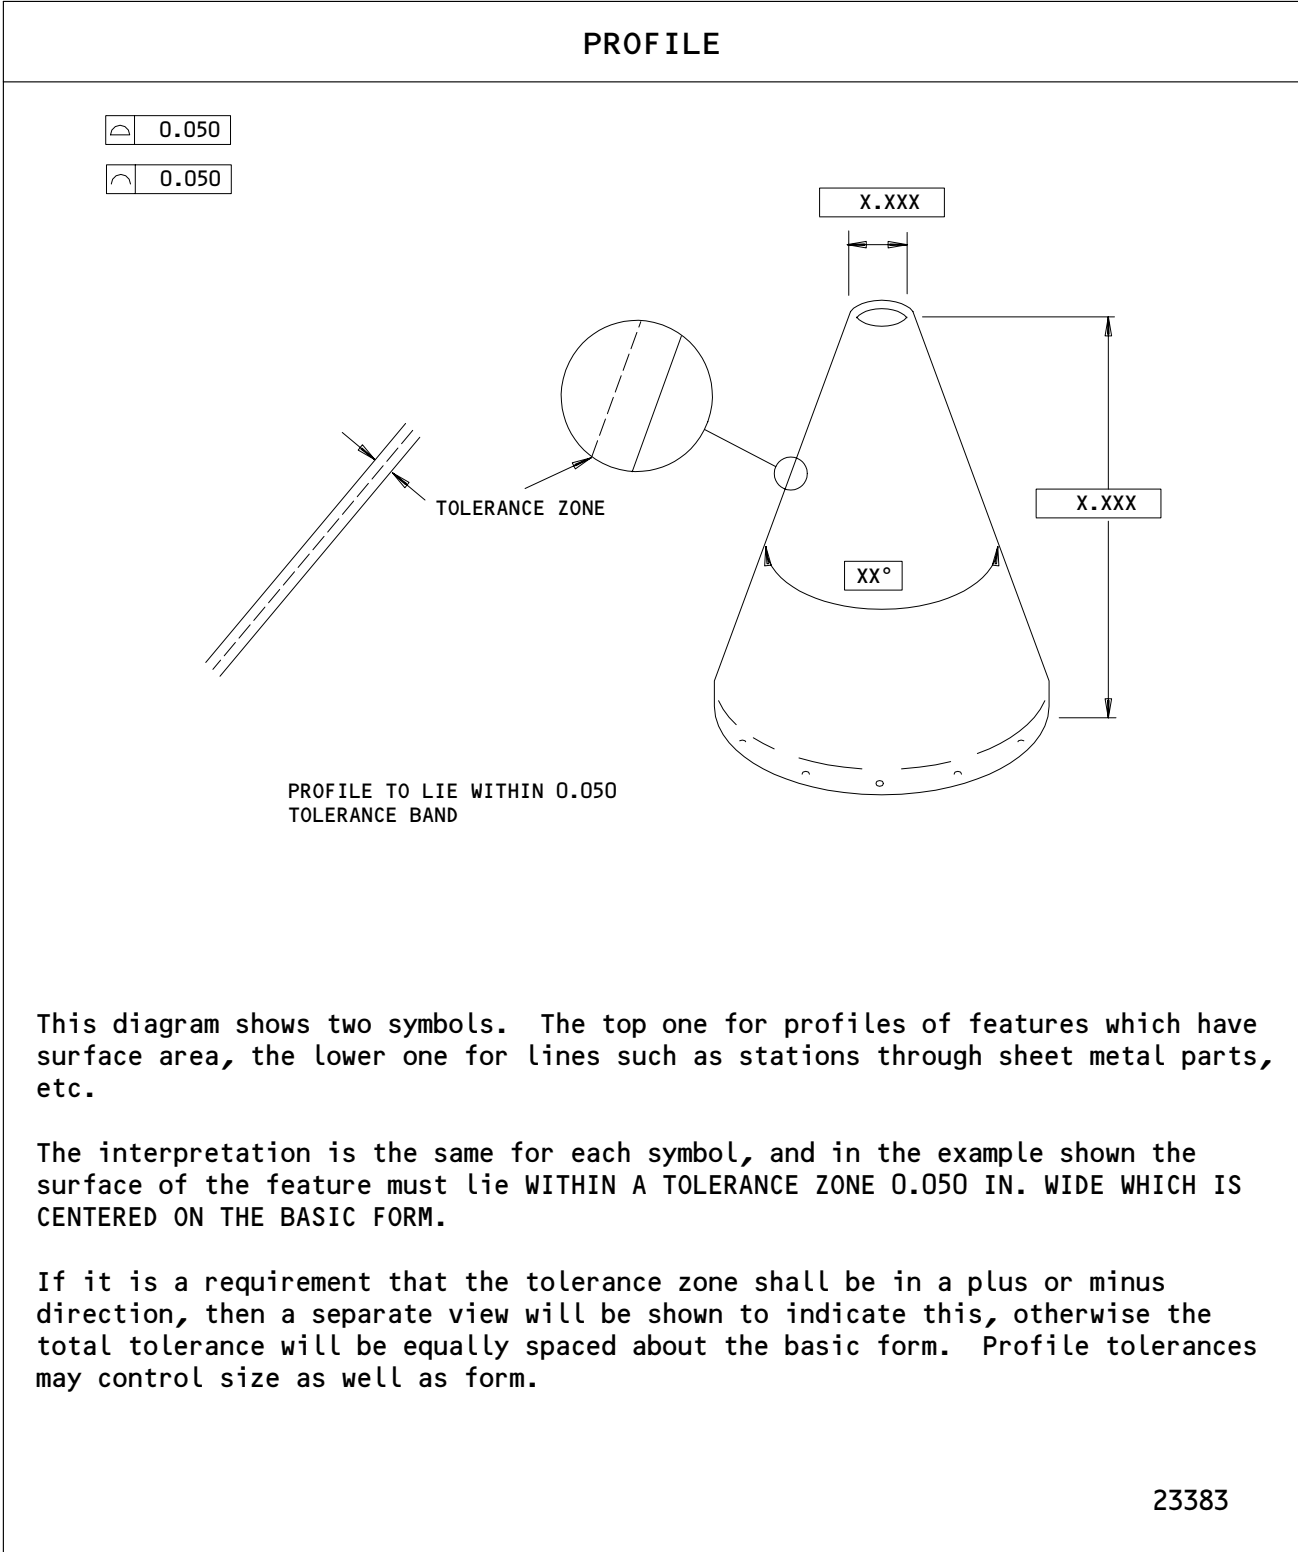 PROFILE
0.050
0.050
X.XXX
TOLERANCE ZONE
X.XXX
XX°
PROFILE TO LIE WITHIN 0.050
TOLERANCE BAND
This diagram shows two symbols. The top one for profiles of features which have
surface area, the lower one for lines such as stations through sheet metal parts,
etc.
The interpretation is the same for each symbol, and in the example shown the
surface of the feature must lie WITHIN A TOLERANCE ZONE 0.050 IN. WIDE WHICH IS
CENTERED ON THE BASIC FORM.
If it is a requirement that the tolerance zone shall be in a plus or minus
direction, then a separate view will be shown to indicate this, otherwise the
total tolerance will be equally spaced about the basic form. Profile tolerances
may control size as well as form.
23383